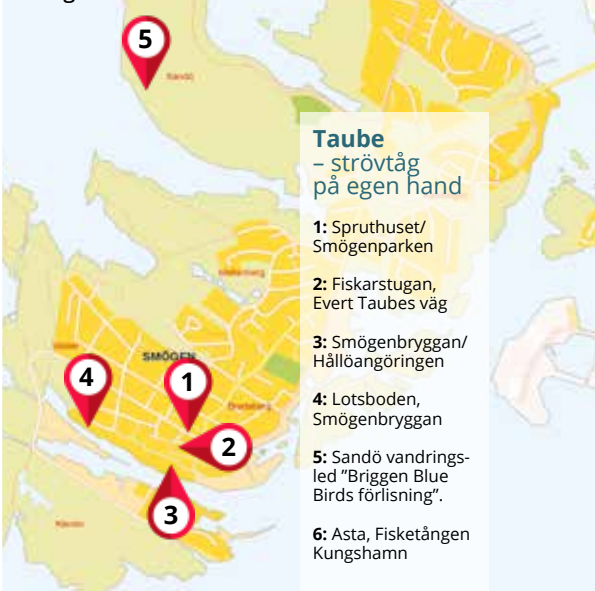 5
Sandö
Taube
– strövtåg
på egen hand
1: Spruthuset/
Smögenparken
2: Fiskarstugan,
Evert Taubes väg
3: Smögenbryggan/
Hållöangöringen
4: Lotsboden,
Smögenbryggan
5: Sandö vandrings-
led ”Briggen Blue
Birds förlisning”.
6: Asta, Fisketången
Kungshamn
SMÖGEN
4
1
2
3